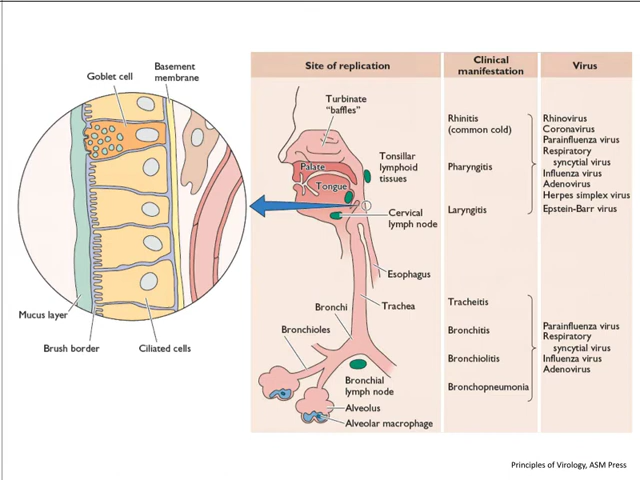 Goblet cell
Basement
membrane
Mucus layer
Brush border
Ciliated cells
Site of replication
Clinical
manifestation
Virus
Turbinate
"baffles"
Palate
Tongue
Tonsillar
lymphoid
tissues
Cervical
lymph node
Esophagus
Trachea
Bronchi
Bronchioles
Bronchial
lymph node
Alveolus
Alveolar macrophage
Rhinitis
(common cold)
Pharyngitis
Laryngitis
Rhinovirus
Coronavirus
Parainfluenza virus
Respiratory
syncytial virus
Influenza virus
Adenovirus
Herpes simplex virus
Epstein-Barr virus
Tracheitis
Bronchitis
Bronchiolitis
Bronchopneumonia
Parainfluenza virus
Respiratory
syncytial virus
Influenza virus
Adenovirus
Principles of Virology, ASM Press